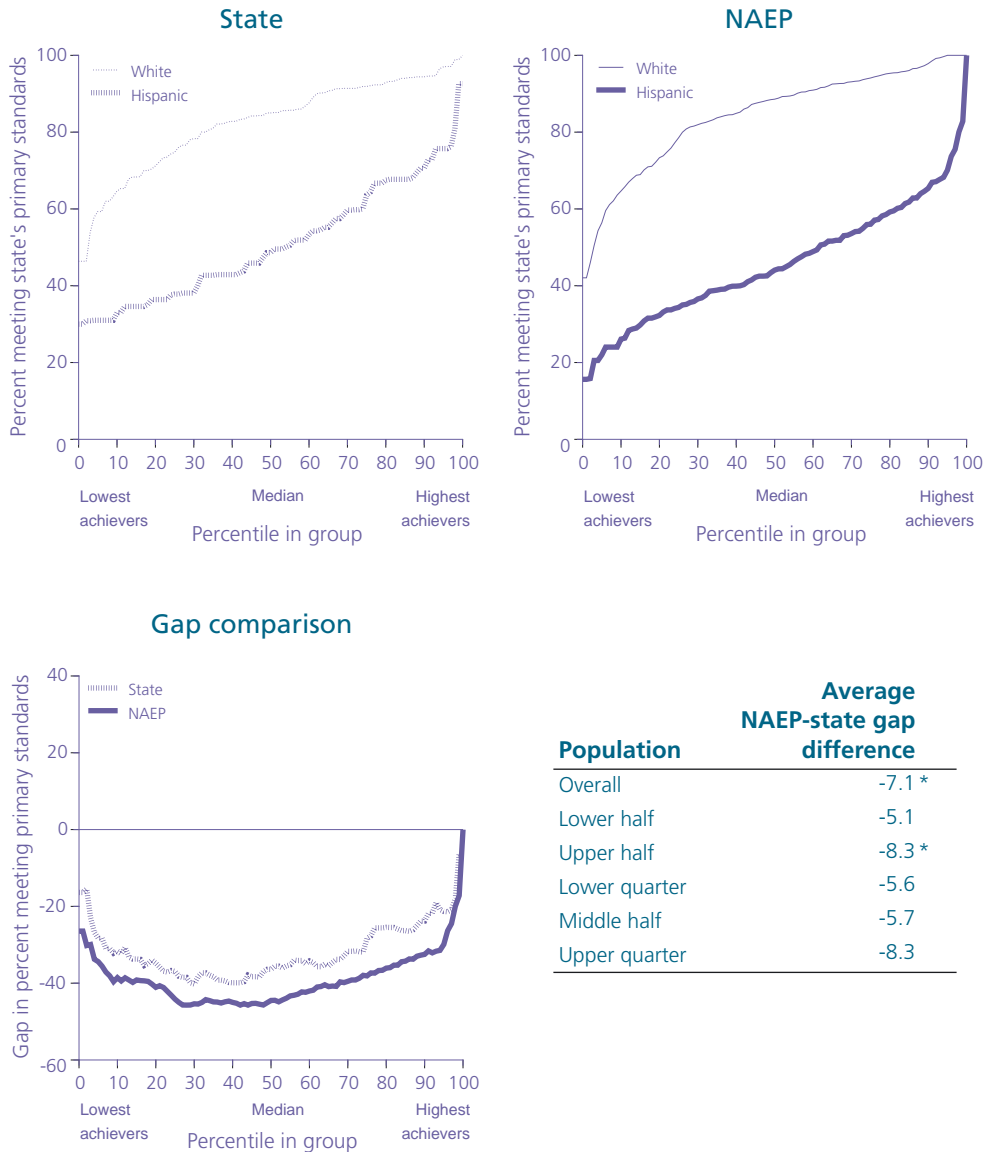 State
Percent meeting state's primary standards
100
80
60
40
20
0
White
Hispanic
0 10 20 30 40 50 60 70 80 90 100
Lowest achievers
Median
Highest achievers
Percentile in group
NAEP
Percent meeting state's primary standards
100
80
60
40
20
0
White
Hispanic
0 10 20 30 40 50 60 70 80 90 100
Lowest achievers
Median
Highest achievers
Percentile in group
Gap comparison
Gap in percent meeting primary standards
40
20
0
-20
-40
-60
State
NAEP
0 10 20 30 40 50 60 70 80 90 100
Lowest achievers
Median
Highest achievers
Percentile in group
Average
NAEP-state gap
Population difference
Overall -7.1 *
Lower half -5.1
Upper half -8.3 *
Lower quarter -5.6
Middle half -5.7
Upper quarter -8.3